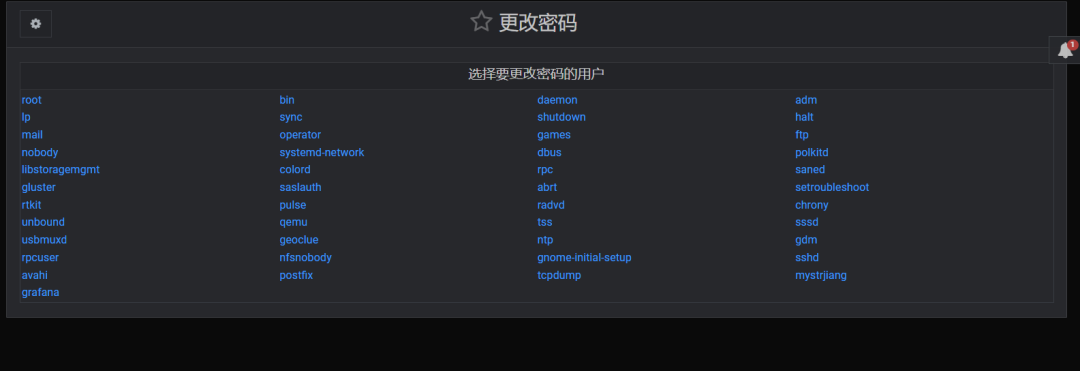 更改密码
1
选择要更改密码的用户
root bin daemon adm
lp sync shutdown halt
mail operator games ftp
nobody systemd-network dbus polkitd
libstoragemgmt colord rpc saned
gluster saslauth abrt setroubleshoot
rtkit pulse radvd chrony
unbound qemu tss sssd
usbmuxd geoclue ntp gdm
rpcuser nfsnobody gnome-initial-setup sshd
avahi postfix tcpdump mystrjiang
grafana